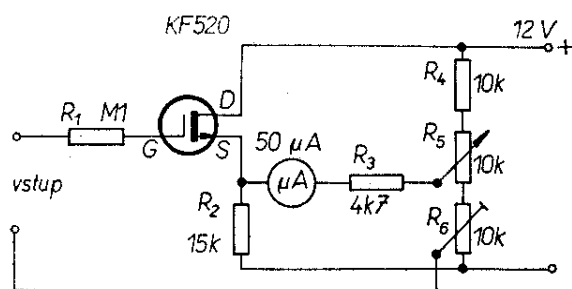 KF520
12 V +
R4
10k
D
R1 M1
G S
50 μA
R3
R5
10k
vstup
μA
4k7
R2
15k
R6
10k